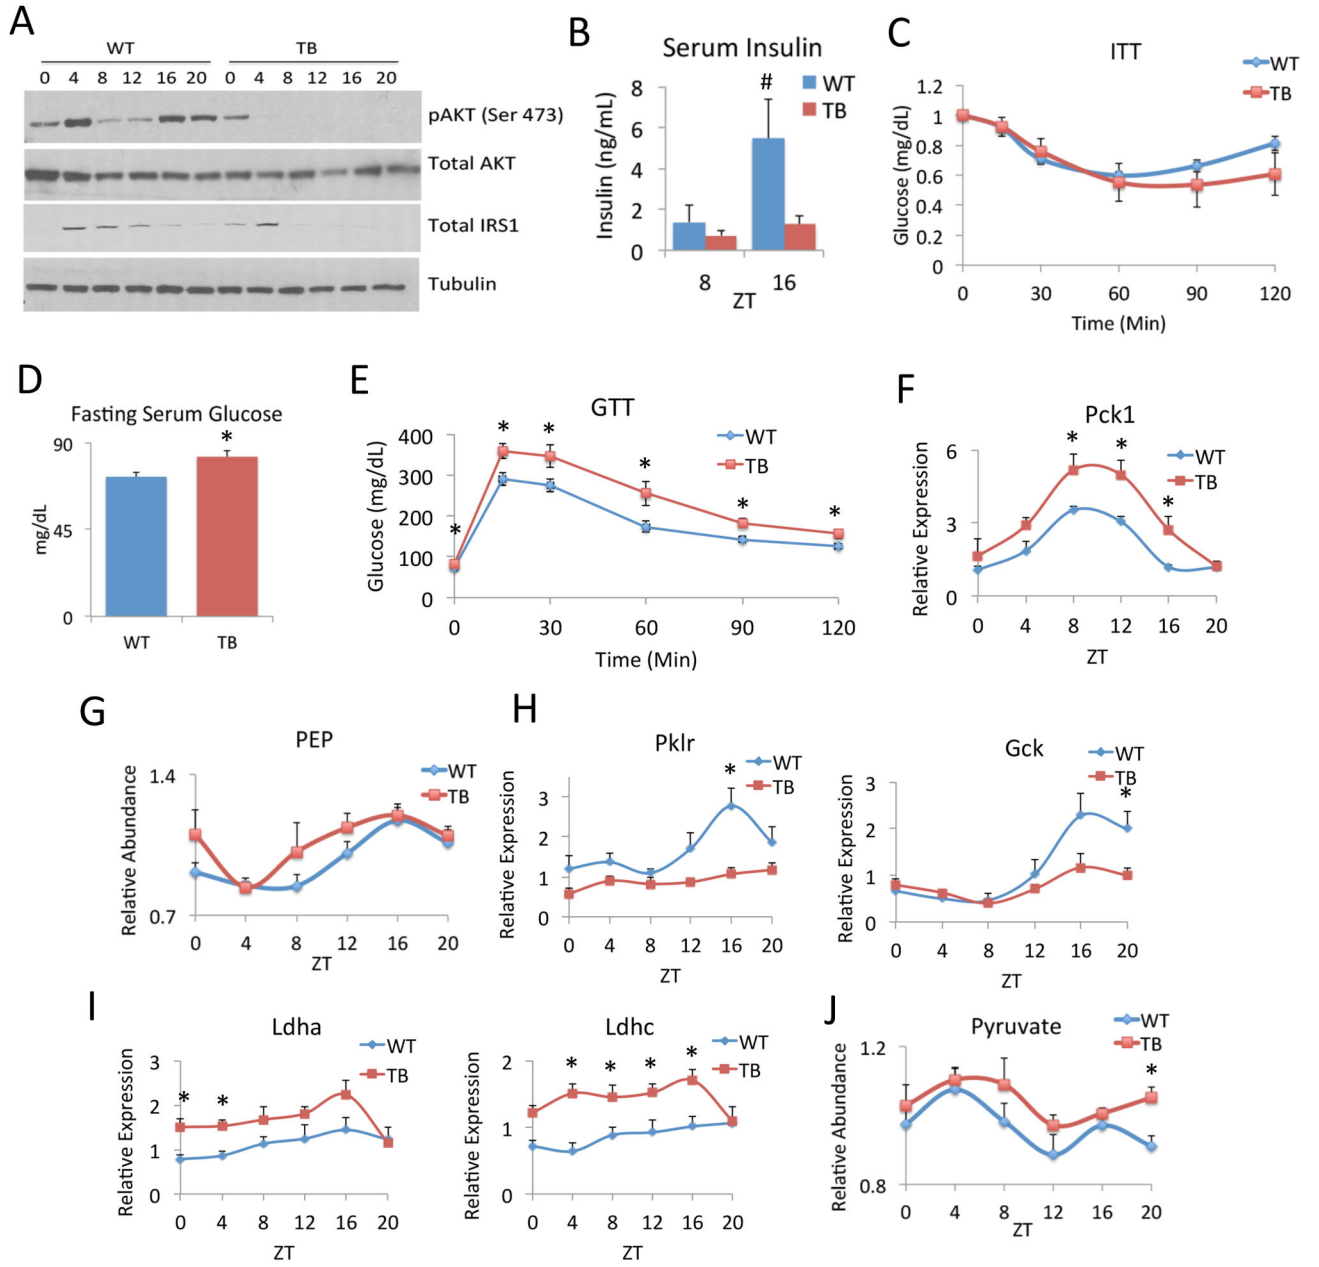 A
WT TB
0 4 8 12 16 20 0 4 8 12 16 20
pAKT (Ser 473)
Total AKT
Total IRS1
Tubulin
B
Serum Insulin
#
WT
TB
Insulin (ng/mL)
8
6
4
2
0
8 16
ZT
C
ITT
WT
TB
Glucose (mg/dL)
1.2
1
0.8
0.6
0.4
0.2
0
0 30 60 90 120
Time (Min)
D
Fasting Serum Glucose
*
mg/dL
90
45
0
WT TB
E
GTT
WT
TB
* * * * * *
Glucose (mg/dL)
400
300
200
100
0
0 30 60 90 120
Time (Min)
F
Pck1
* * *
WT
TB
Relative Expression
6
3
0
0 4 8 12 16 20
ZT
G
PEP
WT
TB
Relative Abundance
1.4
0.7
0 4 8 12 16 20
ZT
H
Pklr
*
WT
TB
Relative Expression
3
2
1
0
0 4 8 12 16 20
ZT
Gck
WT
TB
*
Relative Expression
3
2
1
0
0 4 8 12 16 20
ZT
I
Ldha
WT
TB
* *
Relative Expression
3
2
1
0
0 4 8 12 16 20
ZT
Ldhc
WT
TB
* * * *
Relative Expression
2
1
0
0 4 8 12 16 20
ZT
J
Pyruvate
WT
TB
*
Relative Abundance
1.2
0.8
0 4 8 12 16 20
ZT